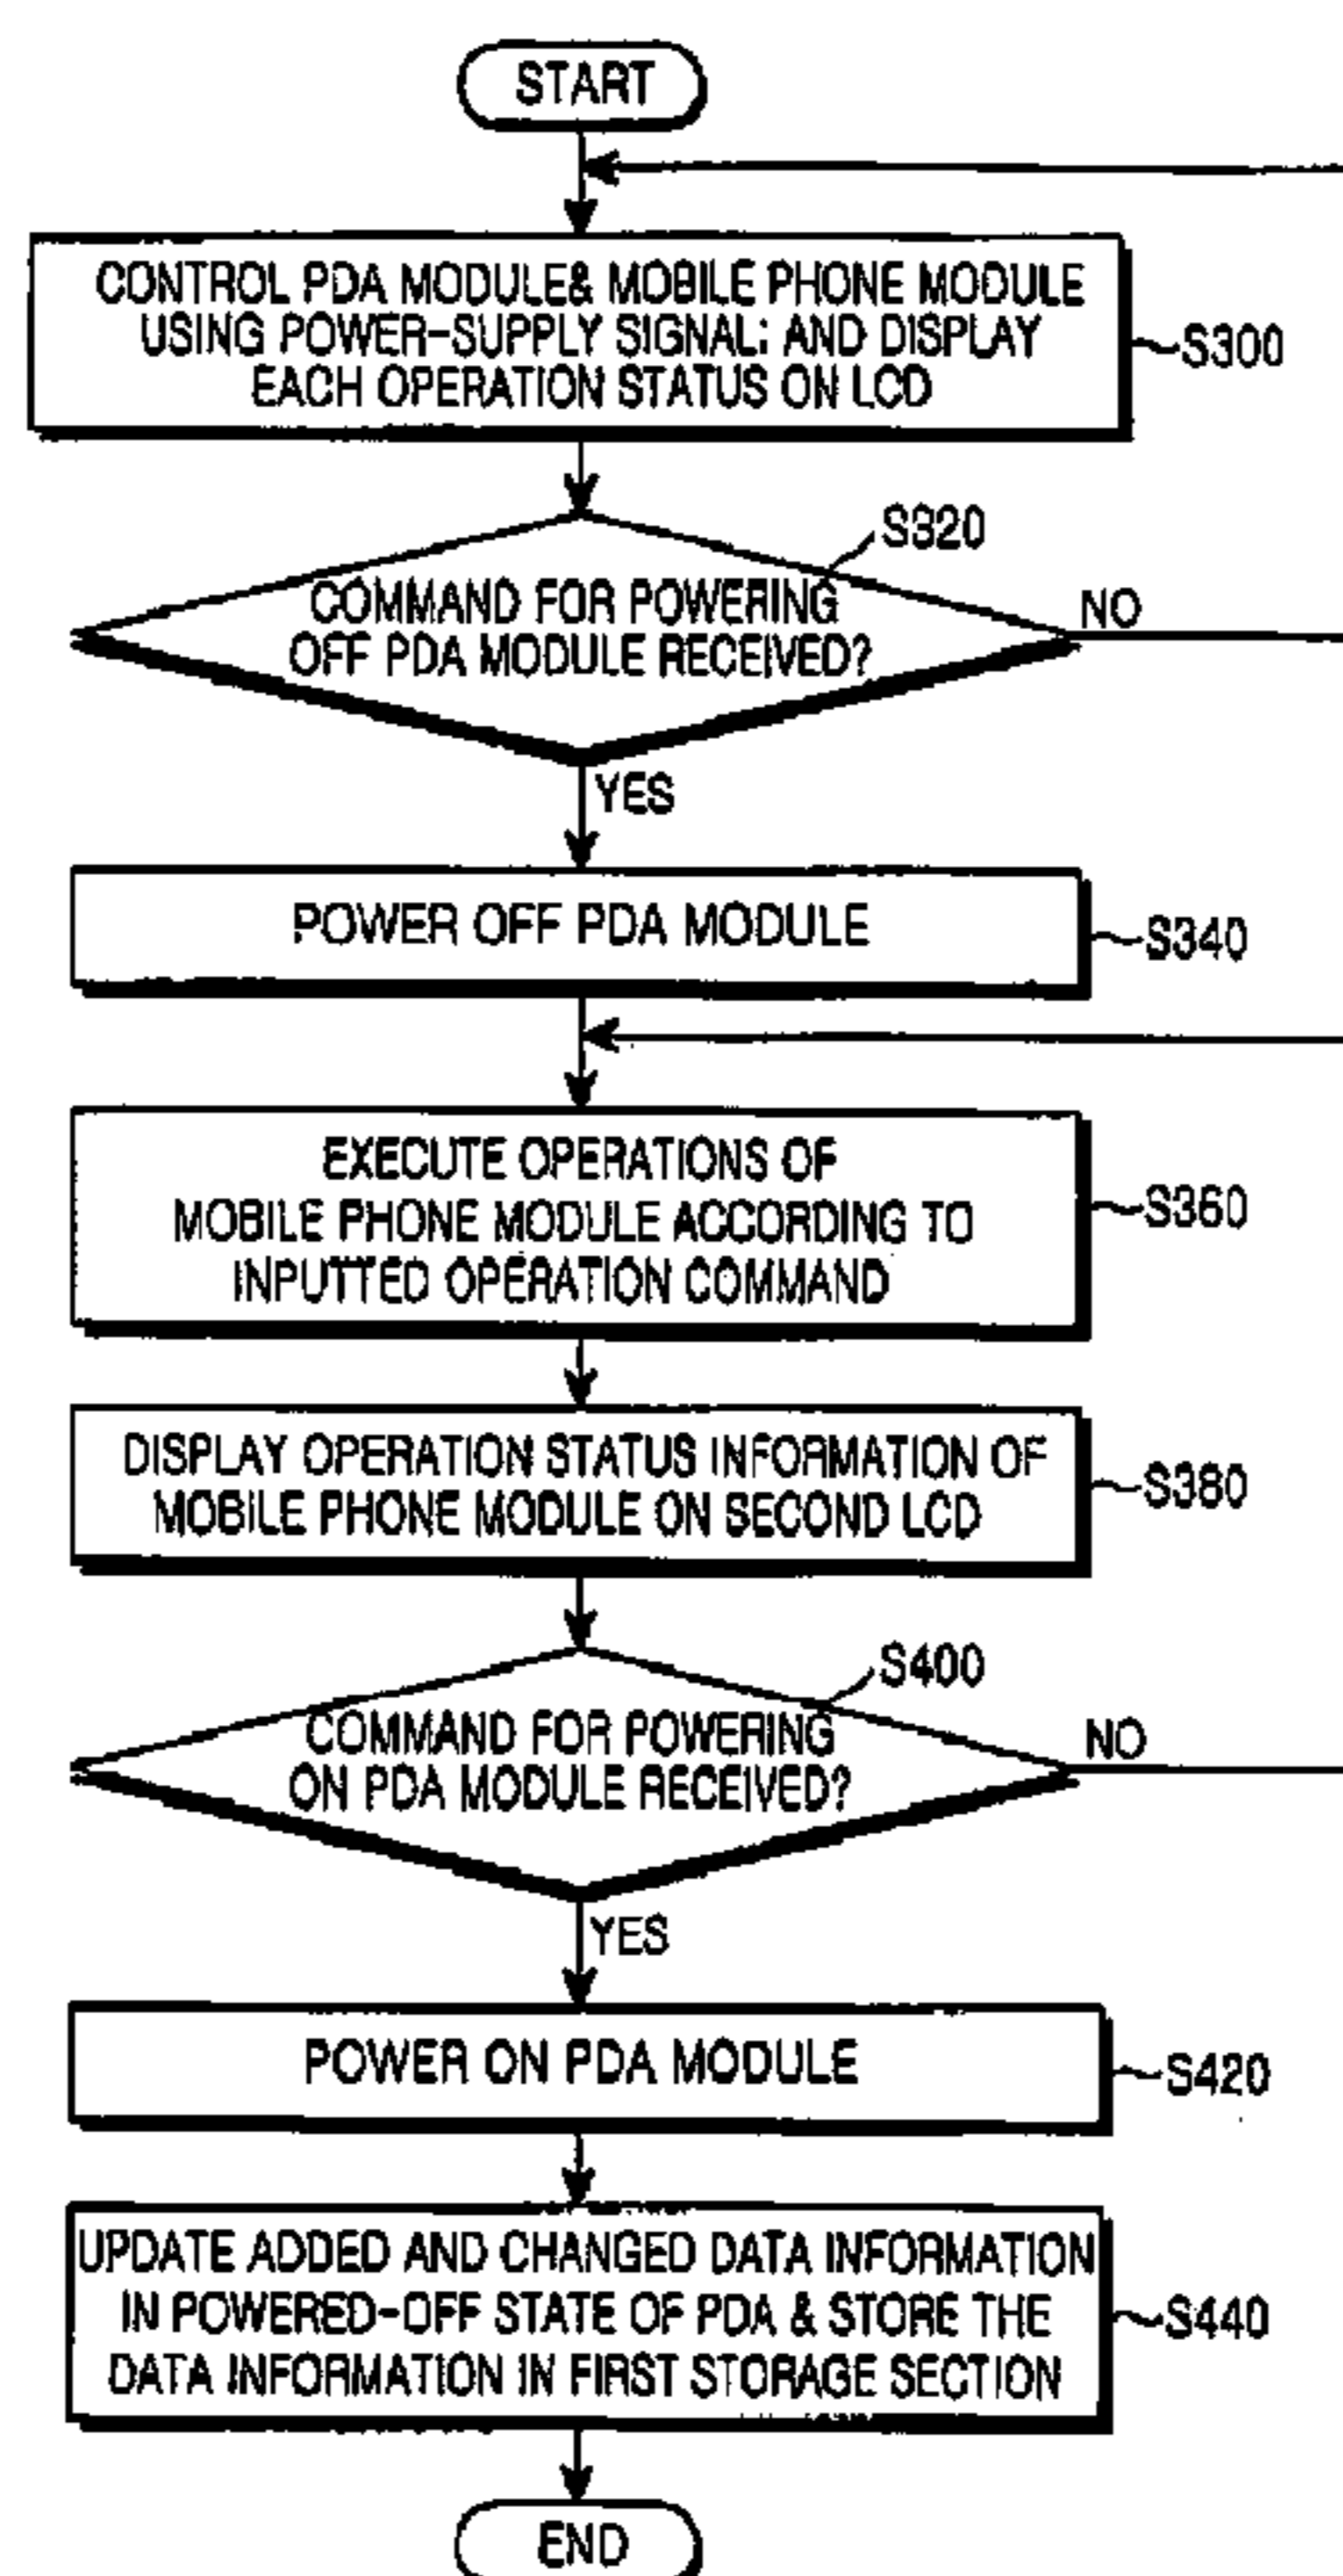 START
CONTROL PDA MODULE& MOBILE PHONE MODULE
USING POWER-SUPPLY SIGNAL; AND DISPLAY
EACH OPERATION STATUS ON LCD
S300
S320
COMMAND FOR POWERING
OFF PDA MODULE RECEIVED?
NO
YES
POWER OFF PDA MODULE
S340
EXECUTE OPERATIONS OF
MOBILE PHONE MODULE ACCORDING TO
INPUTTED OPERATION COMMAND
S360
DISPLAY OPERATION STATUS INFORMATION OF
MOBILE PHONE MODULE ON SECOND LCD
S380
S400
COMMAND FOR POWERING
ON PDA MODULE RECEIVED?
NO
YES
POWER ON PDA MODULE
S420
UPDATE ADDED AND CHANGED DATA INFORMATION
IN POWERED-OFF STATE OF PDA & STORE THE
DATA INFORMATION IN FIRST STORAGE SECTION
S440
END